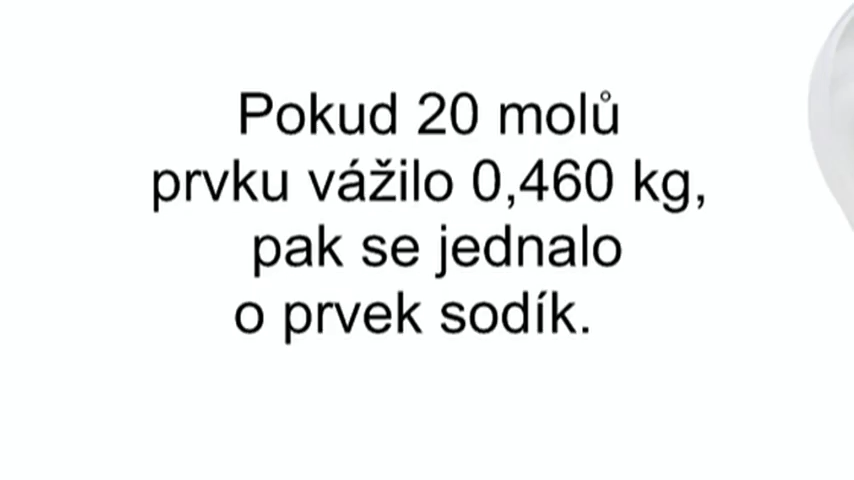 Pokud 20 molů
prvku vážilo 0,460 kg,
pak se jednalo
o prvek sodík.